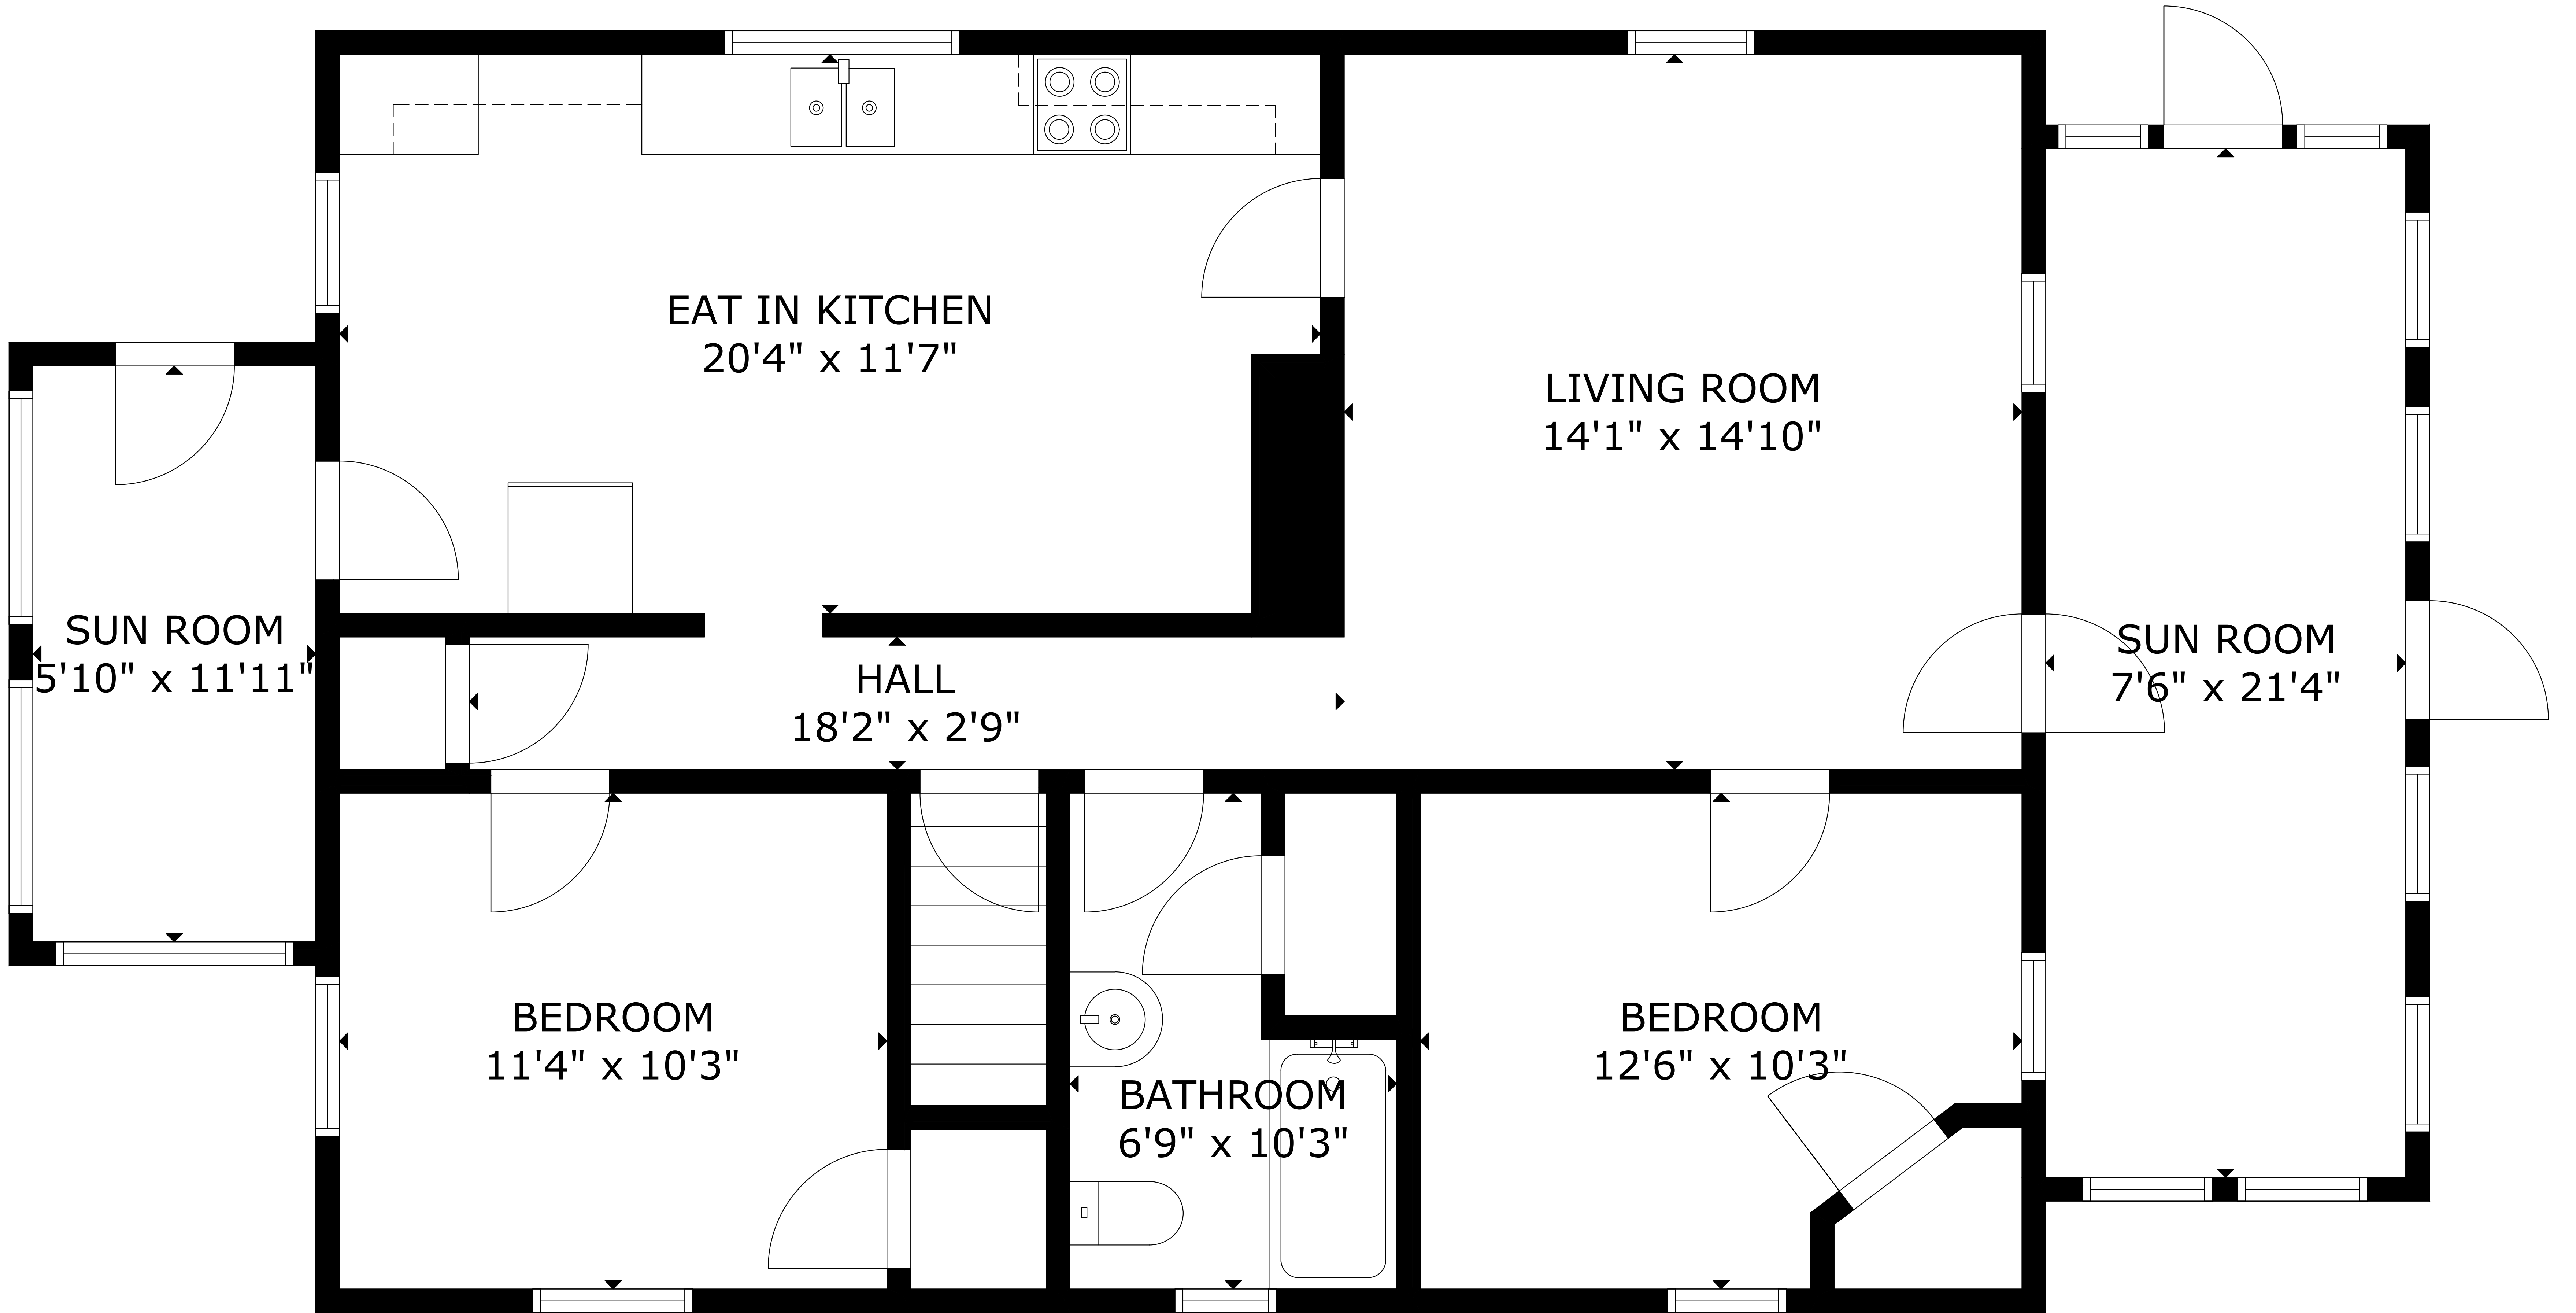 EAT IN KITCHEN
20'4" x 11'7"
LIVING ROOM
14'1" x 14'10"
SUN ROOM
5'10" x 11'11"
HALL
18'2" x 2'9"
SUN ROOM
7'6" x 21'4"
BEDROOM
11'4" x 10'3"
BATHROOM
6'9" x 10'3"
BEDROOM
12'6" x 10'3"